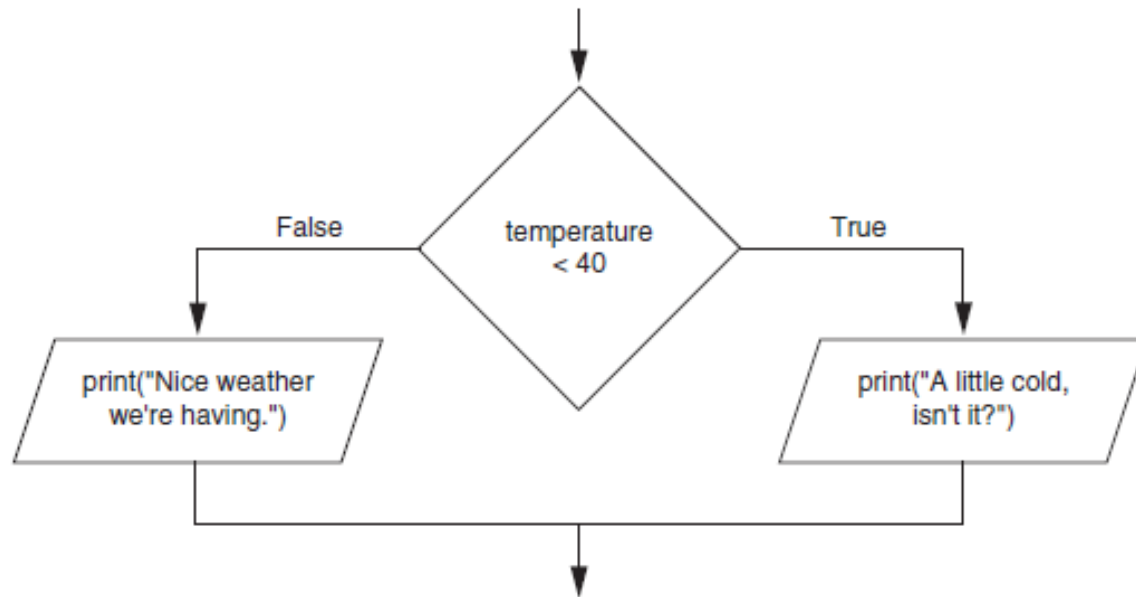 False
True
temperature
< 40
print("Nice weather
we're having.")
print("A little cold,
isn't it?")